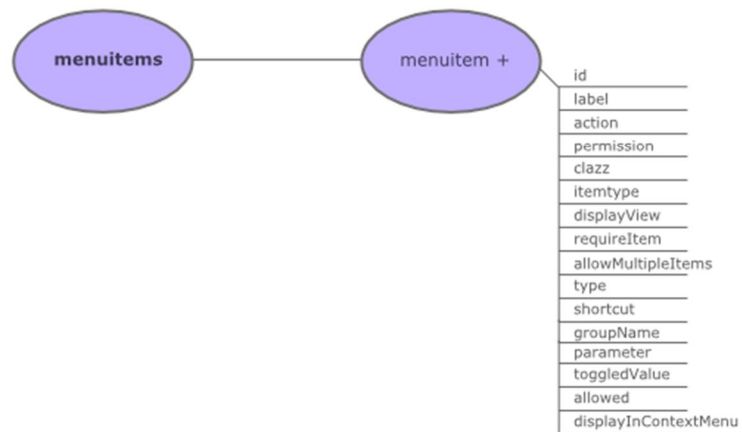 menuitems
menuitem +
id
label
action
permission
clazz
itemtype
displayView
requireItem
allowMultipleItems
type
shortcut
groupName
parameter
toggledValue
allowed
displayInContextMenu